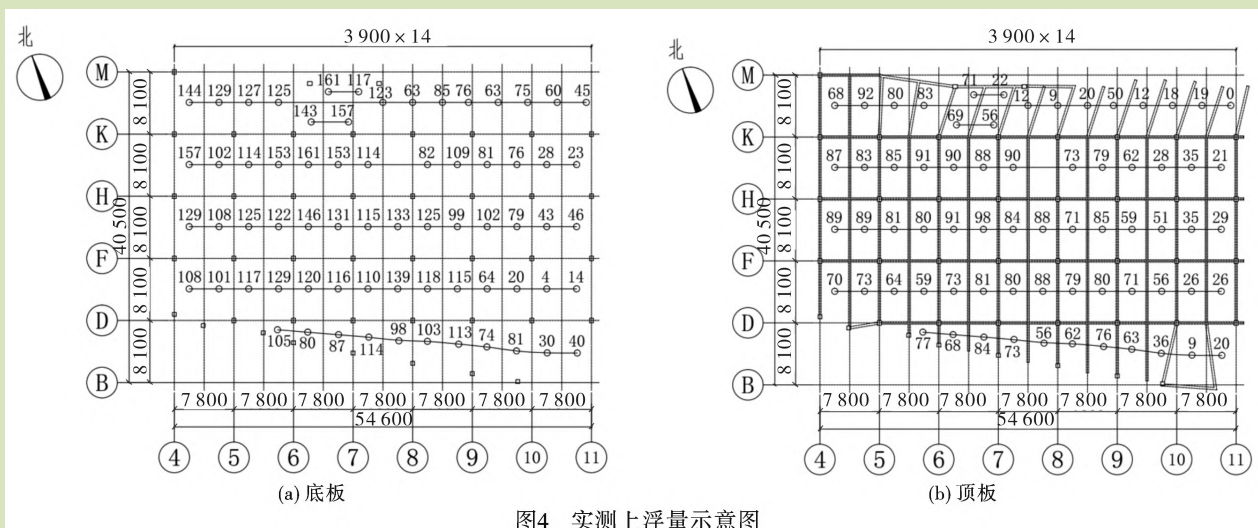 北
3 900×14
M
144 129 127 125 161 117 123 63 85 76 63 75 60 45
143 157
8 100
K
157 102 114 153 161 153 114 82 109 81 76 28 23
8 100
H
129 108 125 122 146 131 115 133 125 99 102 79 43 46
40 500
8 100
F
108 101 117 129 120 116 110 139 118 115 64 20 4 14
8 100
D
105 80 87 114 98 103 113 74 81 30 40
8 100
B
7 800 7 800 7 800 7 800 7 800 7 800 7 800
54 600
4 5 6 7 8 9 10 11
(a) 底板
北
3 900×14
M
68 92 80 83 71 22 12 9 20 50 12 18 19 0
69 56
8 100
K
87 83 85 91 90 88 90 73 79 62 28 35 21
8 100
H
89 89 81 80 91 98 84 88 71 85 59 51 35 29
40 500
8 100
F
70 73 64 59 73 81 80 88 79 80 71 56 26 26
8 100
D
77 68 84 73 56 62 76 63 36 9 20
8 100
B
7 800 7 800 7 800 7 800 7 800 7 800 7 800
54 600
4 5 6 7 8 9 10 11
(b) 顶板
图4 实测上浮量示意图